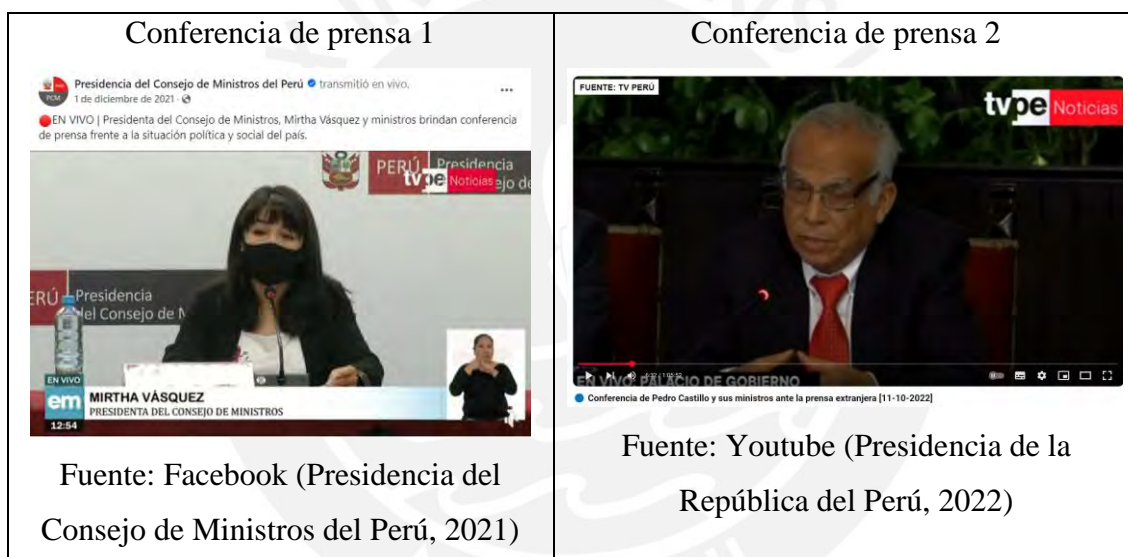 Conferencia de prensa 1
Presidencia del Consejo de Ministros del Perú transmitió en vivo.
1 de diciembre de 2021
EN VIVO | Presidenta del Consejo de Ministros, Mirtha Vásquez y ministros brindan conferencia
de prensa frente a la situación política y social del país.
PCM
PERÚ Presidencia
tvpe Noticias ejo de
ERÚ Presidencia
del Consejo de M
EN VIVO
em MIRTHA VÁSQUEZ
PRESIDENTA DEL CONSEJO DE MINISTROS
12:54
Fuente: Facebook (Presidencia del
Consejo de Ministros del Perú, 2021)
Conferencia de prensa 2
FUENTE: TV PERÚ
tvpe Noticias
EN VIVO: PALACIO DE GOBIERNO
Conferencia de Pedro Castillo y sus ministros ante la prensa extranjera [11-10-2022]
Fuente: Youtube (Presidencia de la
República del Perú, 2022)